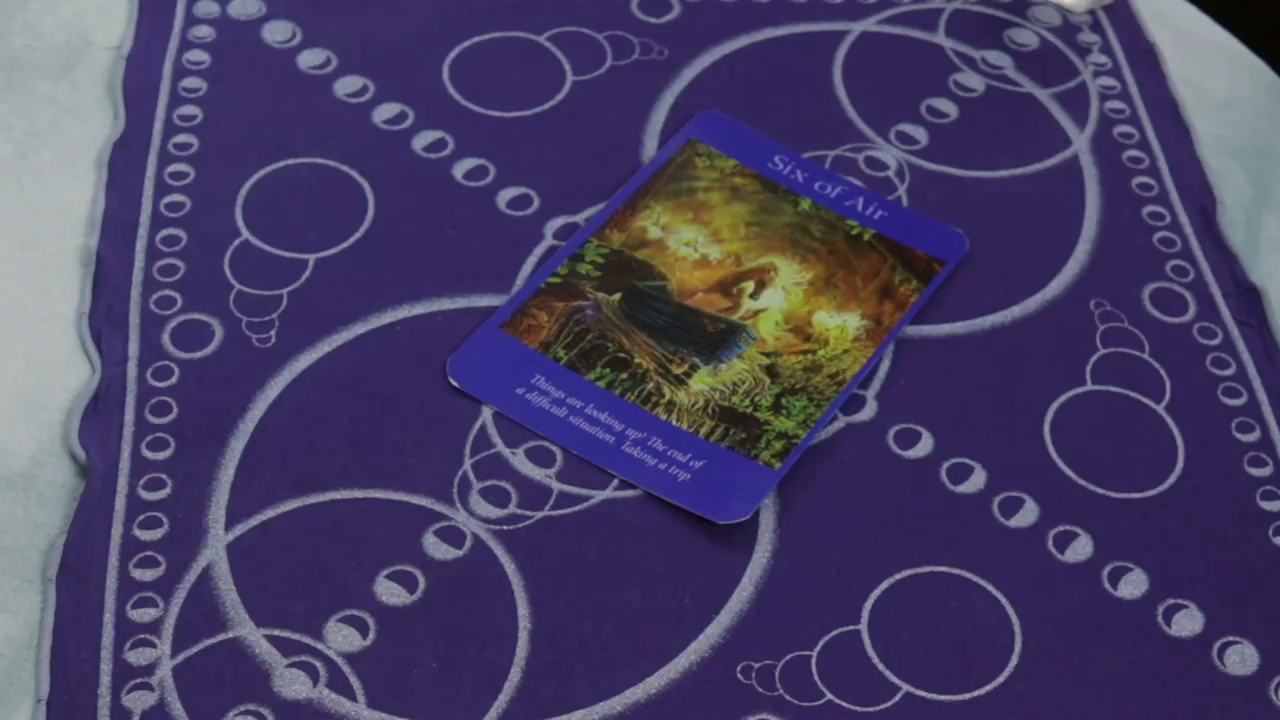 Six of Air
Things are looking up! The end of
a difficult situation. Taking a trip.